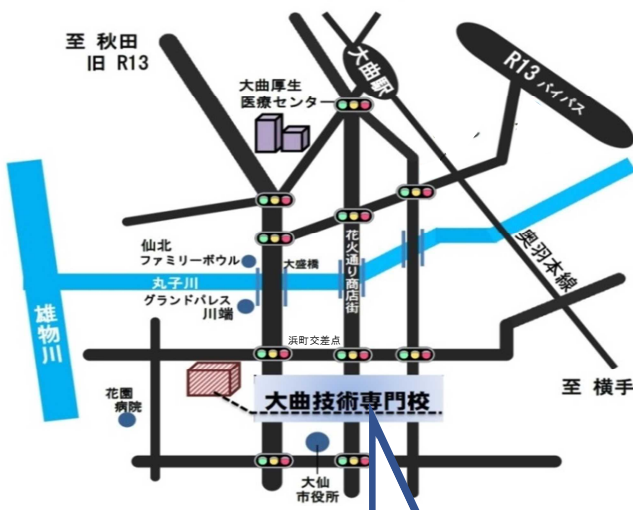 至 秋田
旧 R13
大曲厚生
医療センター
大曲駅
R13 バイパス
仙北
ファミリーボウル
大盛橋
花火通り商店街
丸子川
グランドパレス
川端
奥羽本線
雄物川
浜町交差点
至 横手
花園
病院
大曲技術専門校
大仙
市役所